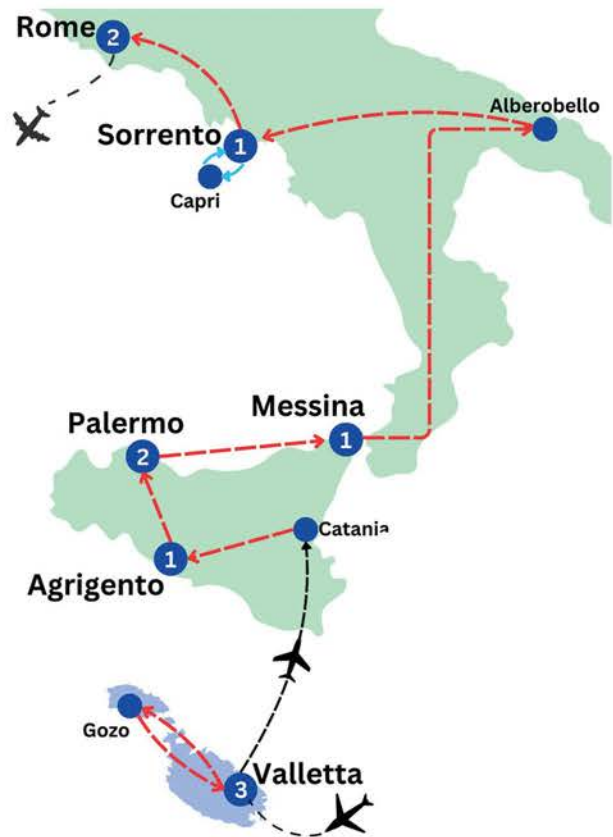 Rome
2
Alberobello
Sorrento
1
Capri
Messina
1
Palermo
2
Catania
1
Agrigento
Gozo
Valletta
3